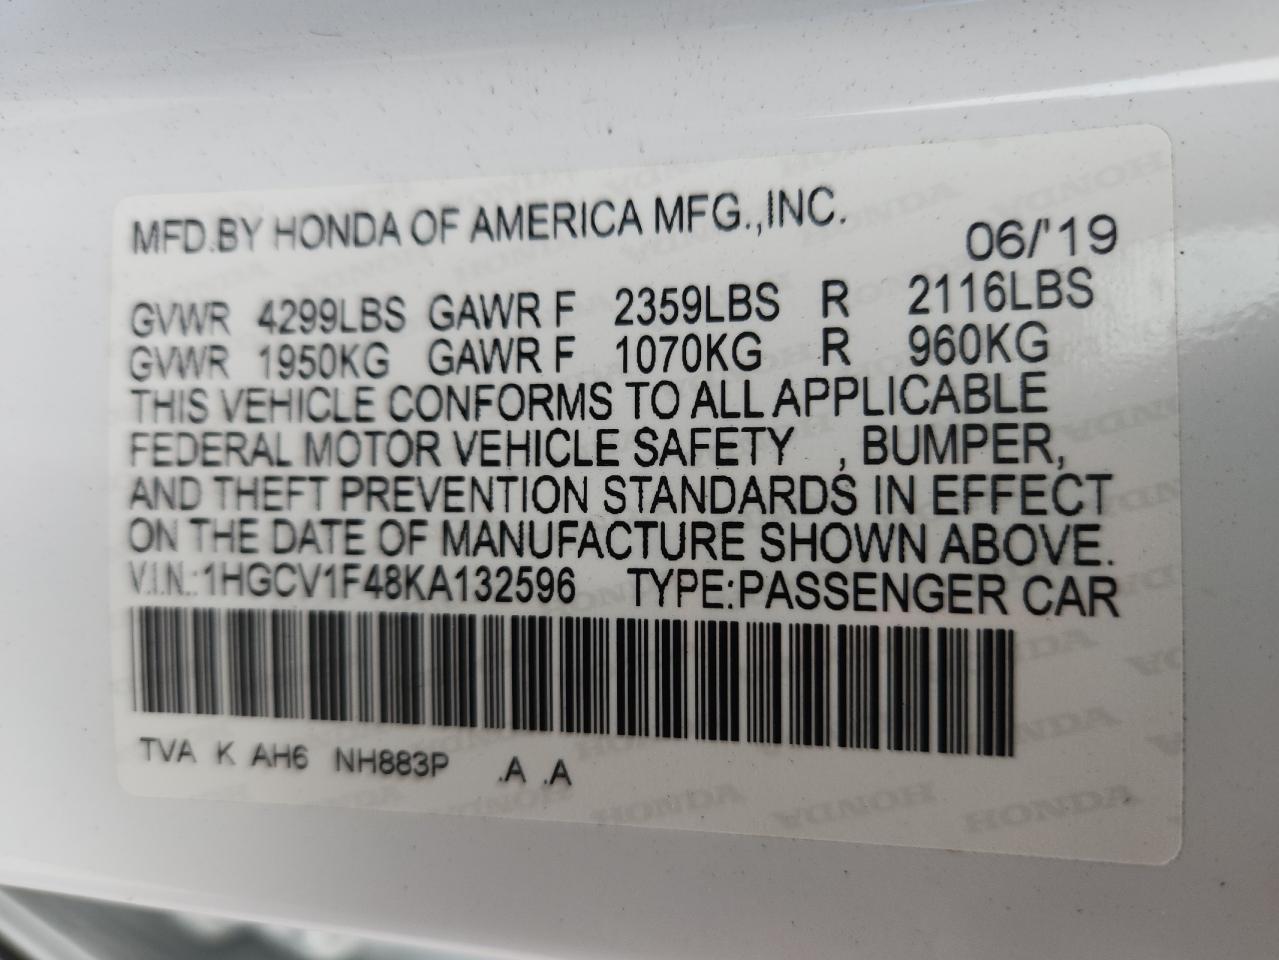 MFD.BY HONDA OF AMERICA MFG.,INC. 06/'19
GVWR 4299LBS GAWR F 2359LBS R 2116LBS
GVWR 1950KG GAWR F 1070KG R 960KG
THIS VEHICLE CONFORMS TO ALL APPLICABLE
FEDERAL MOTOR VEHICLE SAFETY , BUMPER,
AND THEFT PREVENTION STANDARDS IN EFFECT
ON THE DATE OF MANUFACTURE SHOWN ABOVE.
V.I.N.:1HGCV1F48KA132596 TYPE:PASSENGER CAR
TVA K AH6 NH883P .A .A